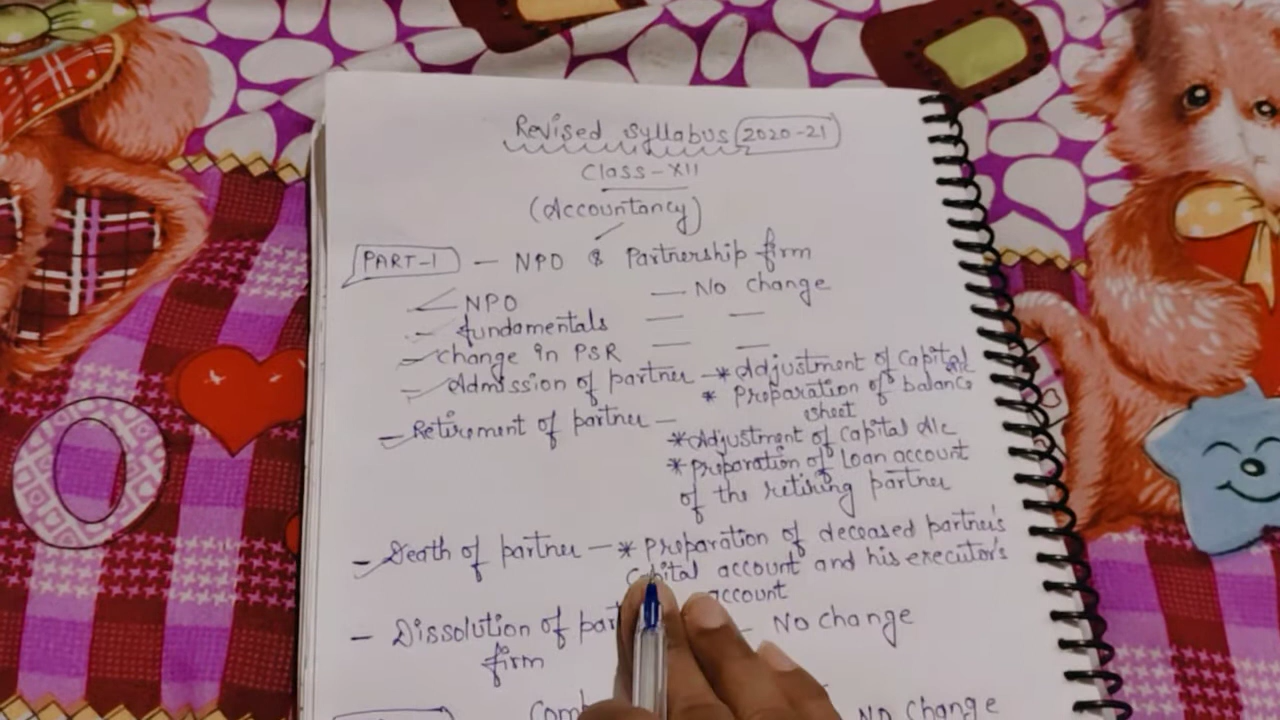 Revised Syllabus 2020-21
Class-XII
(Accountancy)
PART-1 - NPO & Partnership firm
- NPO — No change
- fundamentals — —
- change in PSR — —
- Admission of partner - * Adjustment of capital
* Preparation of balance
sheet
- Retirement of partner -
* Adjustment of capital A/c
* Preparation of Loan account
of the retiring partner
- Death of partner - * Preparation of deceased partner's
capital account and his executor's
account
- Dissolution of - No change
firm
No change